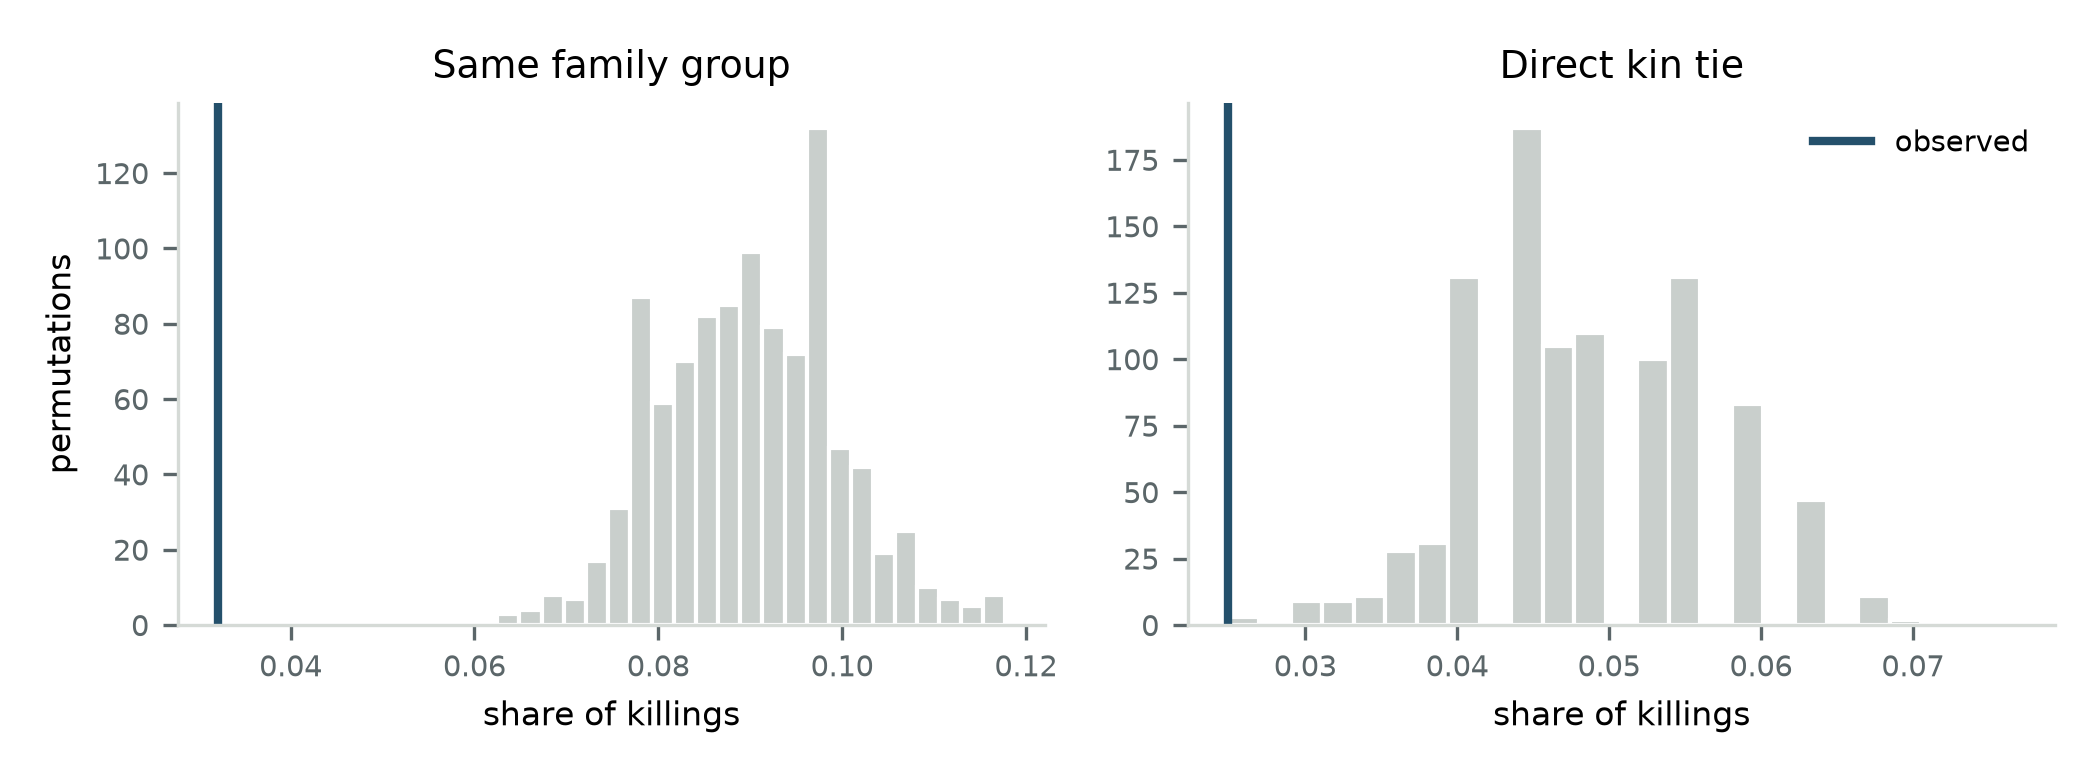 Same family group
permutations
120
100
80
60
40
20
0
0.04 0.06 0.08 0.10 0.12
share of killings
Direct kin tie
observed
175
150
125
100
75
50
25
0
0.03 0.04 0.05 0.06 0.07
share of killings